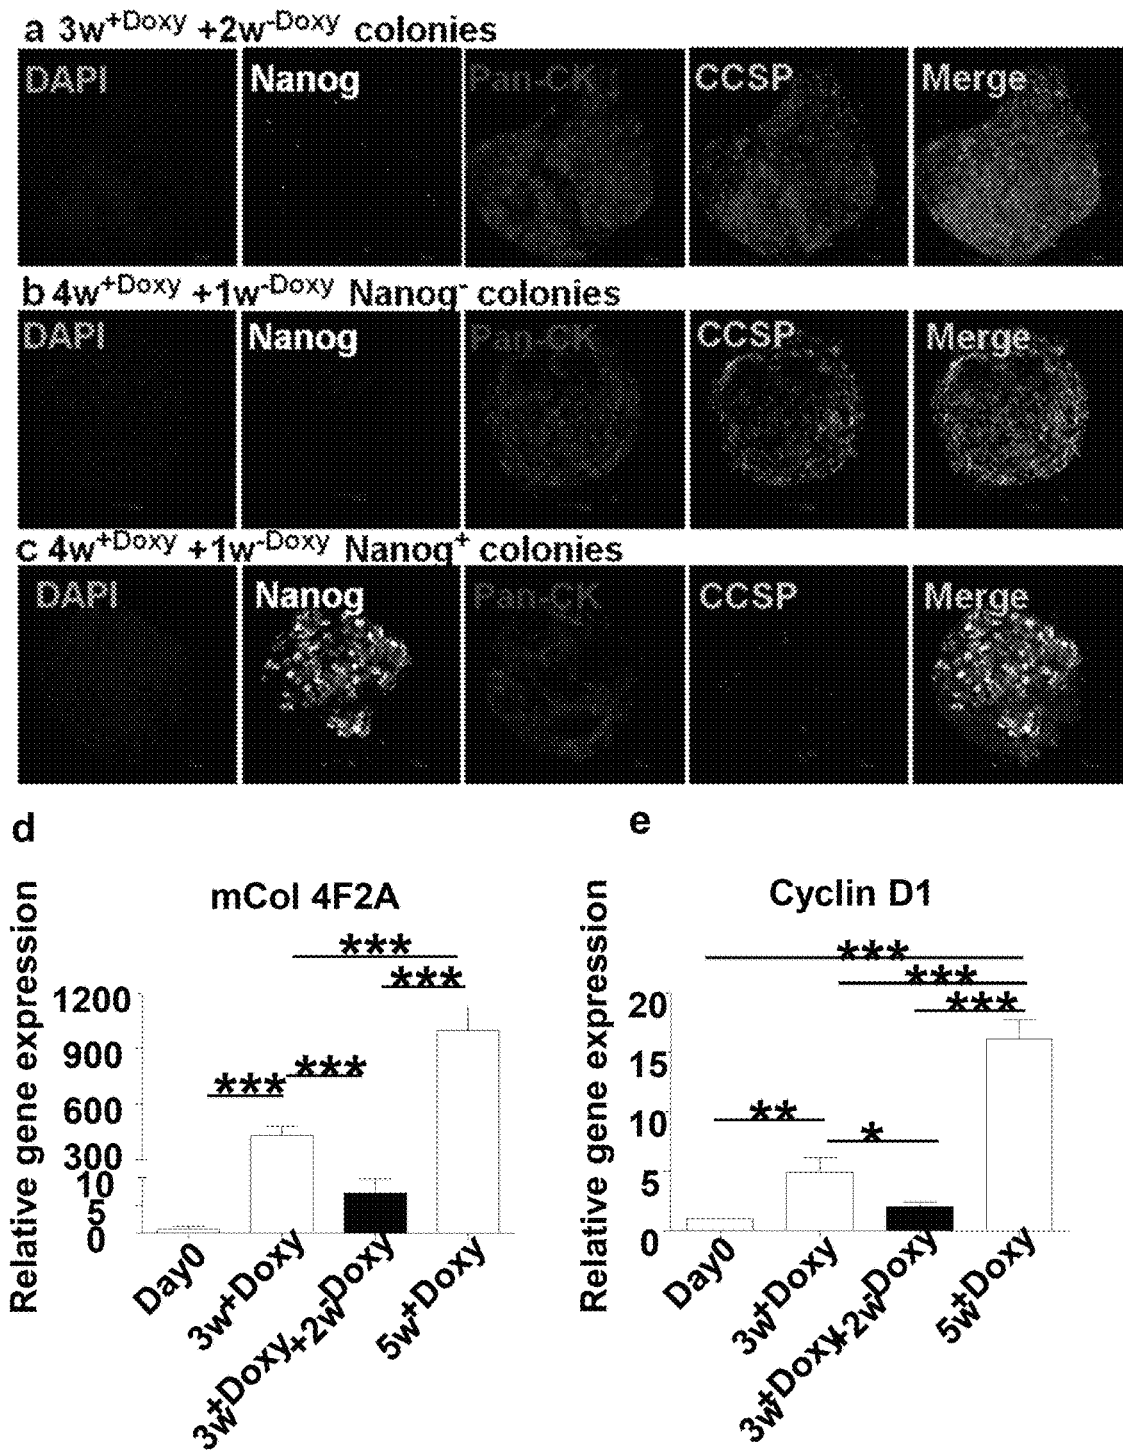 a 3w+Doxy +2w-Doxy colonies
DAPI Nanog Pan-CK CCSP Merge
b 4w+Doxy +1w-Doxy Nanog- colonies
DAPI Nanog Pan-CK CCSP Merge
c 4w+Doxy +1w-Doxy Nanog+ colonies
DAPI Nanog Pan-CK CCSP Merge
d
mCol 4F2A
Relative gene expression
1200
900
600
300
10
5
0
***
***
***
***
Day0
3w+Doxy
3w+Doxy+2w-Doxy
5w+Doxy
e
Cyclin D1
Relative gene expression
20
15
10
5
0
***
***
***
**
*
Day0
3w+Doxy
3w+Doxy+2w-Doxy
5w+Doxy